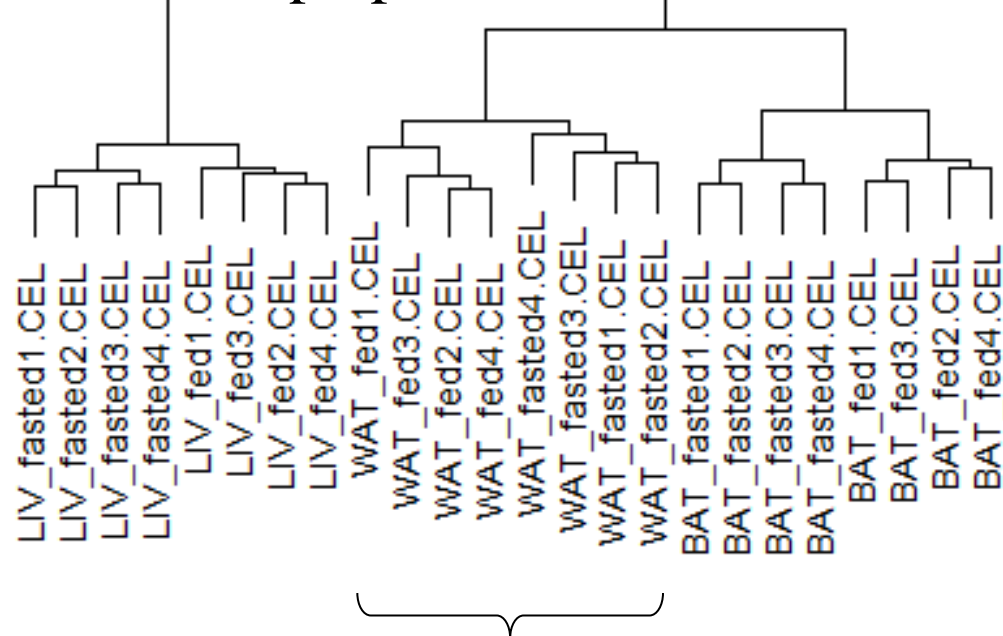 LIV_fasted1.CEL
LIV_fasted2.CEL
LIV_fasted3.CEL
LIV_fasted4.CEL
LIV_fed1.CEL
LIV_fed3.CEL
LIV_fed2.CEL
LIV_fed4.CEL
WAT_fed1.CEL
WAT_fed3.CEL
WAT_fed2.CEL
WAT_fed4.CEL
WAT_fasted4.CEL
WAT_fasted3.CEL
WAT_fasted1.CEL
WAT_fasted2.CEL
BAT_fasted1.CEL
BAT_fasted2.CEL
BAT_fasted3.CEL
BAT_fasted4.CEL
BAT_fed1.CEL
BAT_fed3.CEL
BAT_fed2.CEL
BAT_fed4.CEL